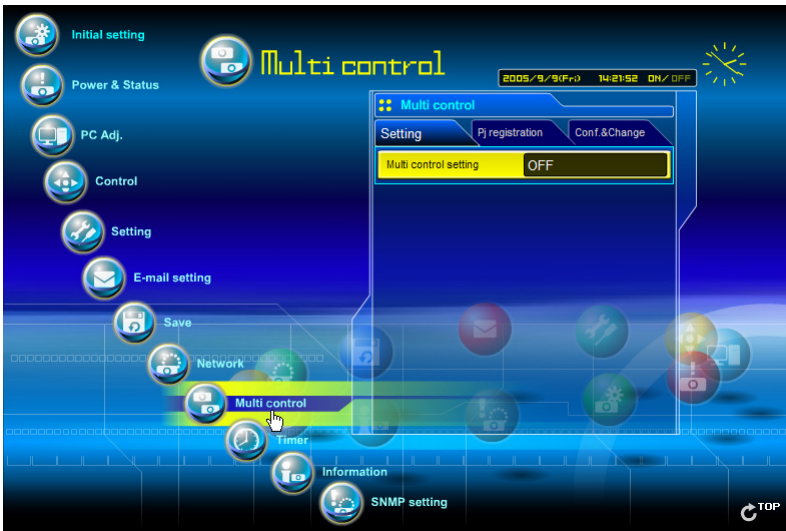 Initial setting
Power & Status
PC Adj.
Control
Setting
E-mail setting
Save
Network
Multi control
Timer
Information
SNMP setting
Multi control
2005/9/9(Fri) 14:21:52 ON/OFF
Multi control
Setting Pj registration Conf.&Change
Multi control setting OFF
TOP